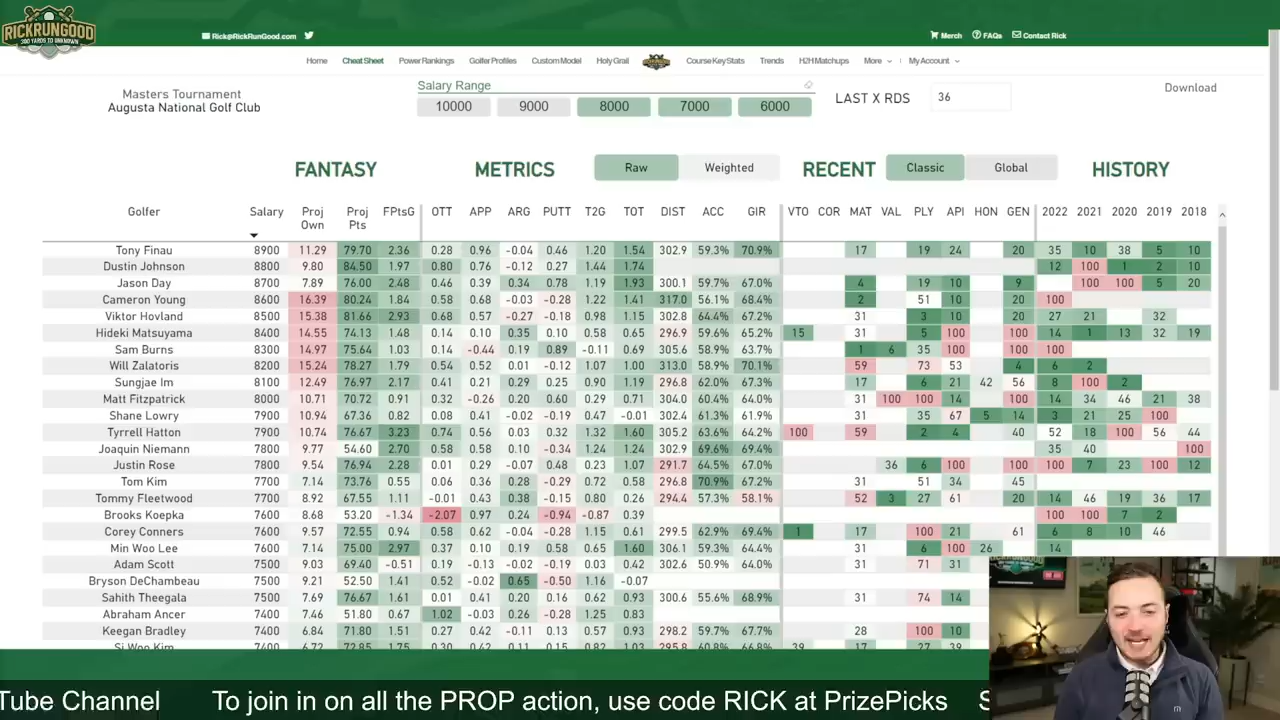 RICKRUNGOOD
300 YARDS TO UNKNOWN
Rick@RickRunGood.com
Merch FAQs Contact Rick
Home Cheat Sheet Power Rankings Golfer Profiles Custom Model Holy Grail Course Key Stats Trends H2H Matchups More My Account
Masters Tournament
Augusta National Golf Club
Salary Range
10000 9000 8000 7000 6000
LAST X RDS 36
Download
FANTASY METRICS Raw Weighted RECENT Classic Global HISTORY
Golfer Salary Proj Own Proj Pts FPtsG OTT APP ARG PUTT T2G TOT DIST ACC GIR VTO COR MAT VAL PLY API HON GEN 2022 2021 2020 2019 2018
Tony Finau 8900 11.29 79.70 2.36 0.28 0.96 -0.04 0.46 1.20 1.54 302.9 59.3% 70.9% 17 19 24 20 35 10 38 5 10
Dustin Johnson 8800 9.80 84.50 1.97 0.80 0.76 -0.12 0.27 1.44 1.74 12 100 1 2 10
Jason Day 8700 7.89 76.00 2.48 0.46 0.39 0.34 0.78 1.19 1.93 300.1 59.7% 67.0% 4 19 10 9 100 100 5 20
Cameron Young 8600 16.39 80.24 1.84 0.58 0.68 -0.03 -0.28 1.22 1.41 317.0 56.1% 68.4% 2 51 10 20 100
Viktor Hovland 8500 15.38 81.66 2.93 0.68 0.57 -0.27 -0.18 0.98 1.15 302.8 64.4% 67.2% 31 3 10 20 27 21 32
Hideki Matsuyama 8400 14.55 74.13 1.48 0.14 0.10 0.35 0.10 0.58 0.65 296.9 59.6% 65.2% 15 31 5 100 100 14 1 13 32 19
Sam Burns 8300 14.97 75.64 1.03 0.14 -0.44 0.19 0.89 -0.11 0.69 305.6 58.9% 63.7% 1 6 35 100 100 100
Will Zalatoris 8200 15.24 78.27 1.79 0.54 0.52 0.01 -0.12 1.07 1.00 313.0 58.9% 70.1% 59 73 53 4 6 2
Sungjae Im 8100 12.49 76.97 2.17 0.41 0.21 0.29 0.25 0.90 1.19 296.8 62.0% 67.3% 17 6 21 42 56 8 100 2
Matt Fitzpatrick 8000 10.71 70.72 0.91 0.32 -0.26 0.20 0.60 0.29 0.71 304.0 60.4% 64.0% 31 100 100 14 100 14 34 46 21 38
Shane Lowry 7900 10.94 67.36 0.82 0.08 0.41 -0.02 -0.19 0.47 -0.01 302.4 61.3% 61.9% 31 35 67 5 14 3 21 25 100
Tyrrell Hatton 7900 10.74 76.67 3.23 0.74 0.56 0.03 0.32 1.32 1.60 305.2 63.6% 64.2% 100 59 2 4 40 52 18 100 56 44
Joaquin Niemann 7800 9.77 54.60 2.70 0.58 0.58 0.10 -0.34 1.24 1.24 302.9 69.6% 69.4% 35 40 100
Justin Rose 7800 9.54 76.94 2.28 0.01 0.29 -0.07 0.48 0.23 1.07 291.7 64.5% 67.0% 36 6 100 100 100 7 23 100 12
Tom Kim 7700 7.14 73.76 0.55 0.06 0.36 0.28 -0.29 0.72 0.58 296.8 70.9% 67.2% 31 51 34 45
Tommy Fleetwood 7700 8.92 67.55 1.11 -0.01 0.43 0.38 -0.15 0.80 0.26 294.4 57.3% 58.1% 52 3 27 61 20 14 46 19 36 17
Brooks Koepka 7600 8.68 53.20 -1.34 -2.07 0.97 0.24 -0.94 -0.87 0.39 100 100 7 2
Corey Conners 7600 9.57 72.55 0.94 0.58 0.62 -0.04 -0.28 1.15 0.61 299.5 62.9% 69.4% 1 17 100 21 61 6 8 10 46
Min Woo Lee 7600 7.14 75.00 2.97 0.37 0.10 0.19 0.58 0.65 1.60 306.1 59.3% 64.4% 31 6 100 26 14
Adam Scott 7500 9.03 69.40 -0.51 0.19 -0.13 -0.02 -0.19 0.03 0.42 302.6 50.9% 64.0% 31 71 31
Bryson DeChambeau 7500 9.24 52.50 1.41 0.52 -0.02 0.65 -0.50 1.16 -0.07
Sahith Theegala 7500 7.69 76.67 1.61 0.01 0.41 0.20 0.16 0.62 0.93 300.6 55.6% 68.9% 31 74 14
Abraham Ancer 7400 7.46 51.80 0.67 1.02 -0.03 0.26 -0.28 1.25 0.83
Keegan Bradley 7400 6.84 71.80 1.51 0.27 0.42 -0.11 0.13 0.57 0.93 298.2 59.7% 67.7% 28 100 10
Si Woo Kim 7400 6.72 72.85 1.75 0.30 0.42 0.11 0.15 0.82 1.03 295.8 60.8% 66.8% 39 17 27 39
Tube Channel To join in on all the PROP action, use code RICK at PrizePicks S